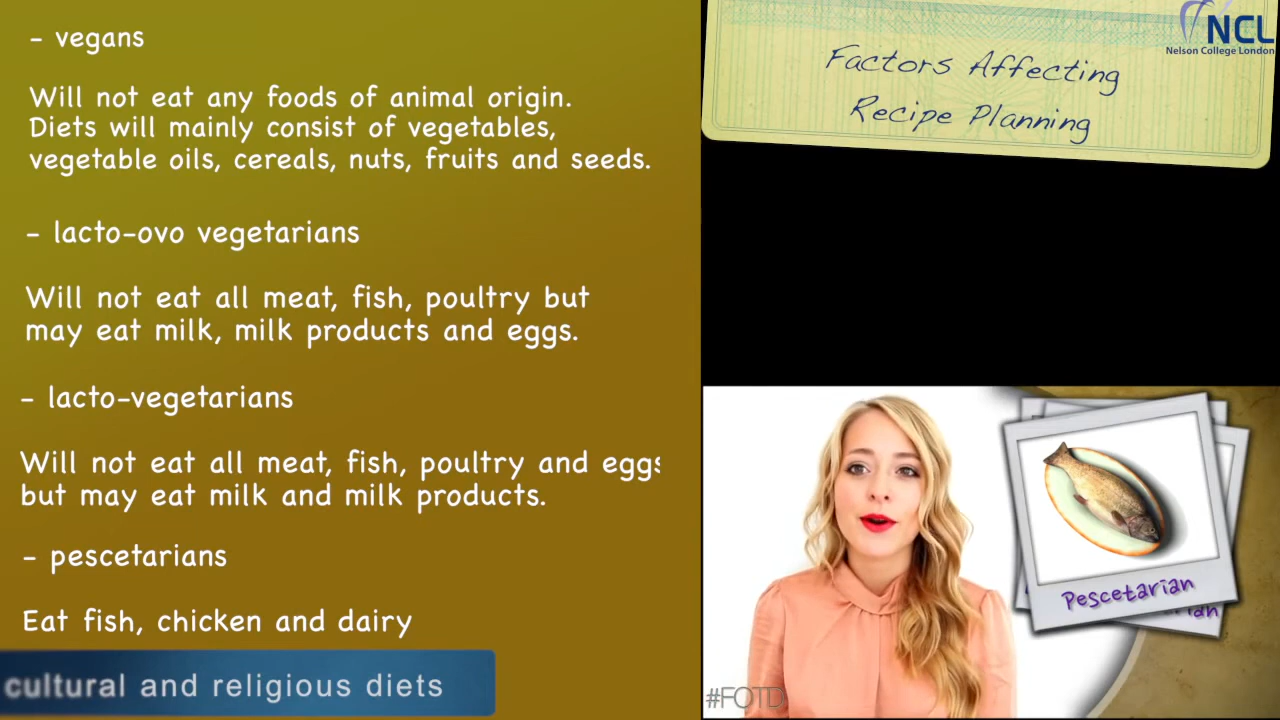 - vegans
Will not eat any foods of animal origin.
Diets will mainly consist of vegetables,
vegetable oils, cereals, nuts, fruits and seeds.
- lacto-ovo vegetarians
Will not eat all meat, fish, poultry but
may eat milk, milk products and eggs.
- lacto-vegetarians
Will not eat all meat, fish, poultry and eggs
but may eat milk and milk products.
- pescetarians
Eat fish, chicken and dairy
cultural and religious diets
NCL
Nelson College London
Factors Affecting
Recipe Planning
Pescetarian
#FOTD